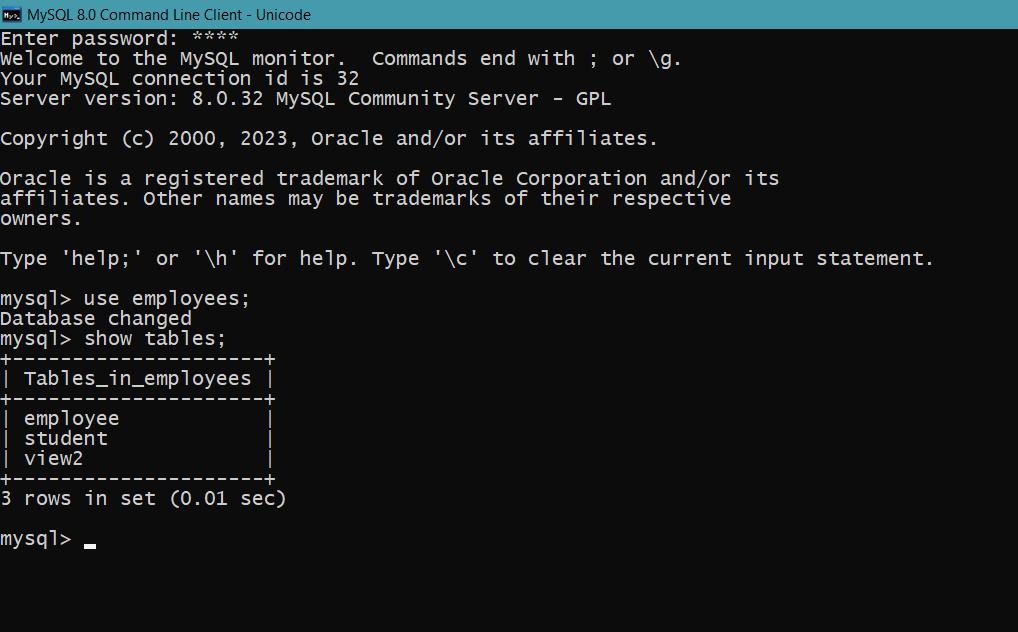 MySQL 8.0 Command Line Client - Unicode
Enter password: ****
Welcome to the MySQL monitor.  Commands end with ; or \g.
Your MySQL connection id is 32
Server version: 8.0.32 MySQL Community Server - GPL
Copyright (c) 2000, 2023, Oracle and/or its affiliates.
Oracle is a registered trademark of Oracle Corporation and/or its
affiliates. Other names may be trademarks of their respective
owners.
Type 'help;' or '\h' for help. Type '\c' to clear the current input statement.
mysql> use employees;
Database changed
mysql> show tables;
+---------------------+
| Tables_in_employees |
+---------------------+
| employee            |
| student             |
| view2               |
+---------------------+
3 rows in set (0.01 sec)
mysql> _